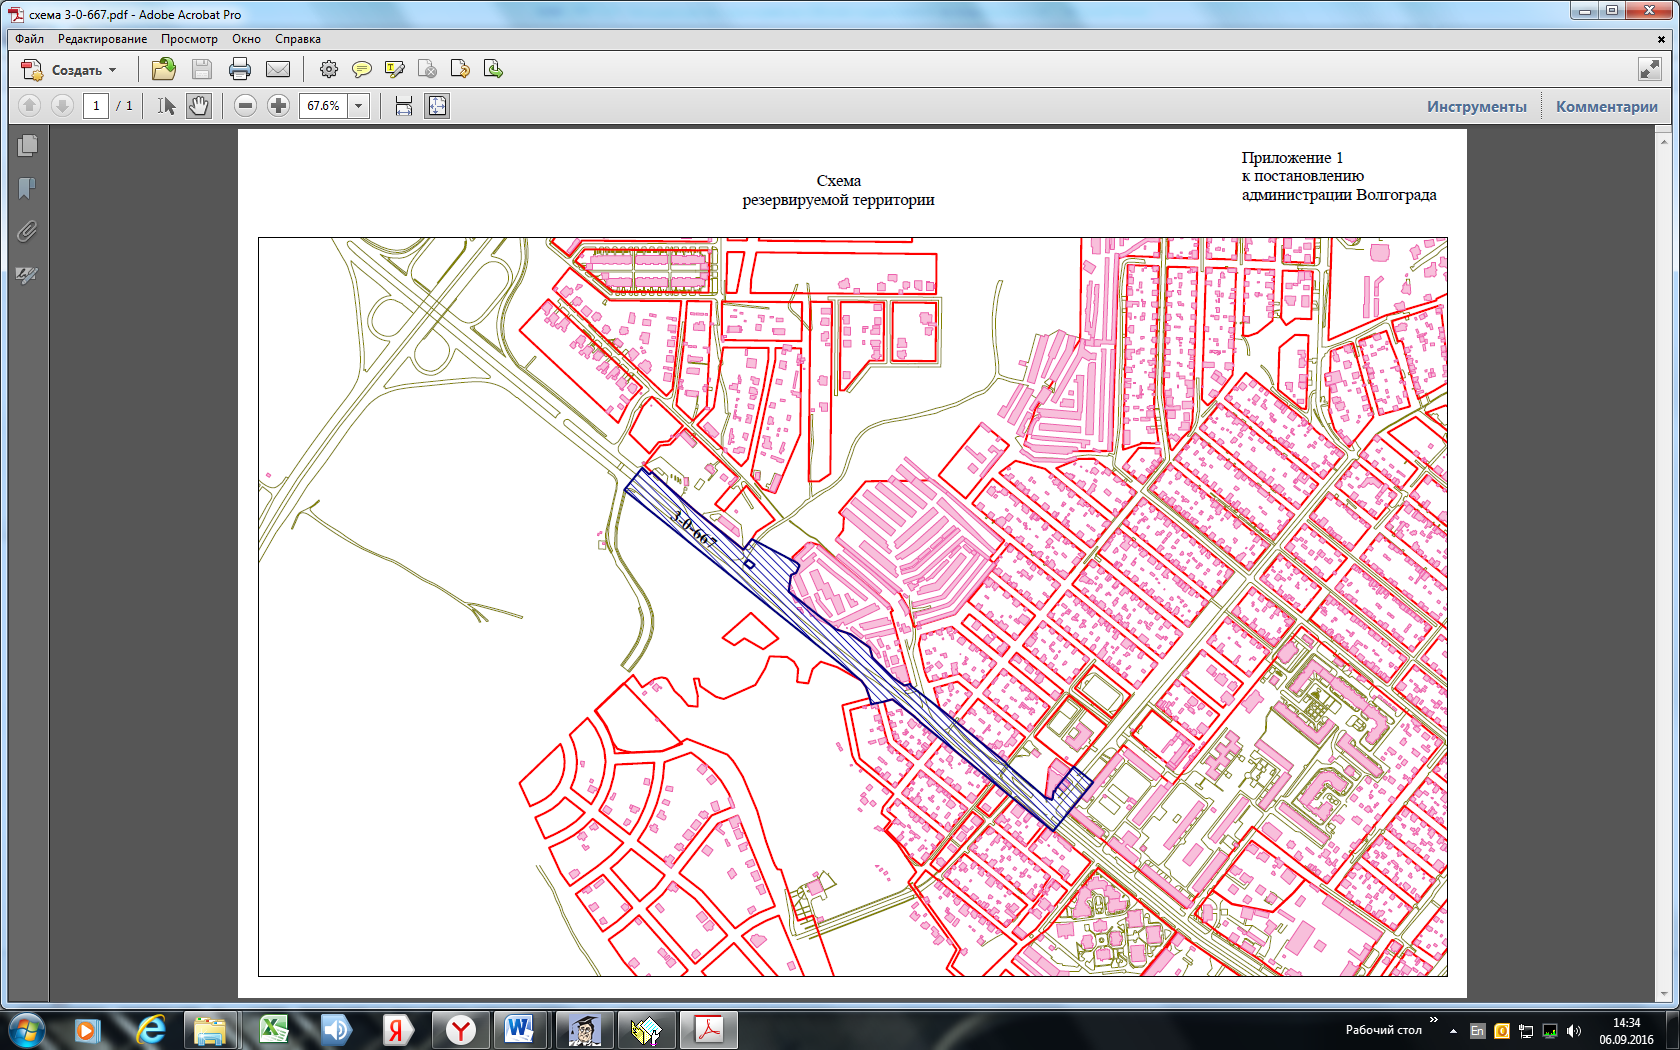 схема 3-0-667.pdf - Adobe Acrobat Pro
Файл Редактирование Просмотр Окно Справка
Создать
1 / 1 67.6% Инструменты Комментарии
Приложение 1
к постановлению
администрации Волгограда
Схема
резервируемой территории
3-0-667
Рабочий стол
En
14:34
06.09.2016